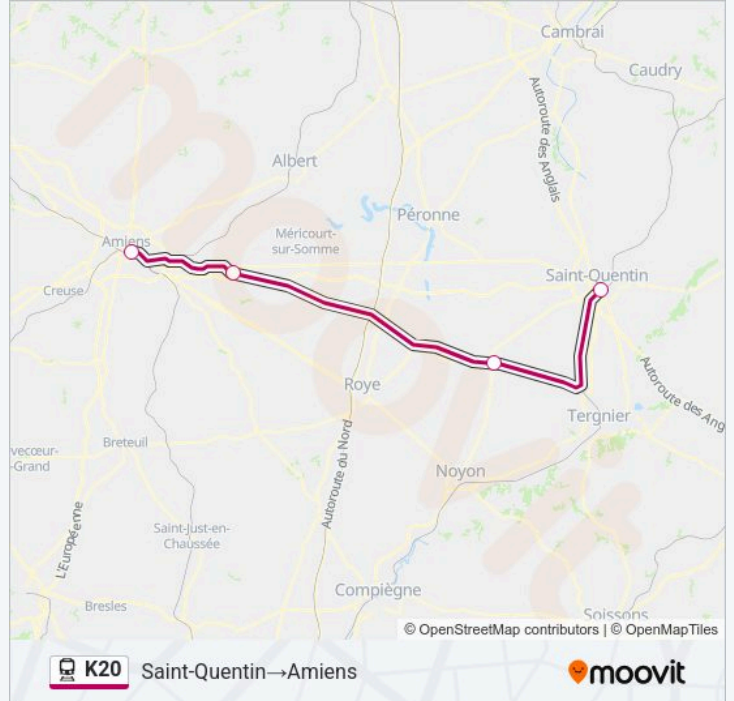 Cambrai
Caudry
Autoroute des Anglais
Albert
Péronne
Méricourt-
sur-Somme
Amiens
Saint-Quentin
Creuse
Roye
Autoroute des Ang
Tergnier
vecœur-
-Grand
Breteuil
Autoroute du Nord
Noyon
L'Européenne
Saint-Just-en-
Chaussée
Compiègne
Bresles
Soissons
© OpenStreetMap contributors | © OpenMapTiles
K20 Saint-Quentin→Amiens
moovit
moovit